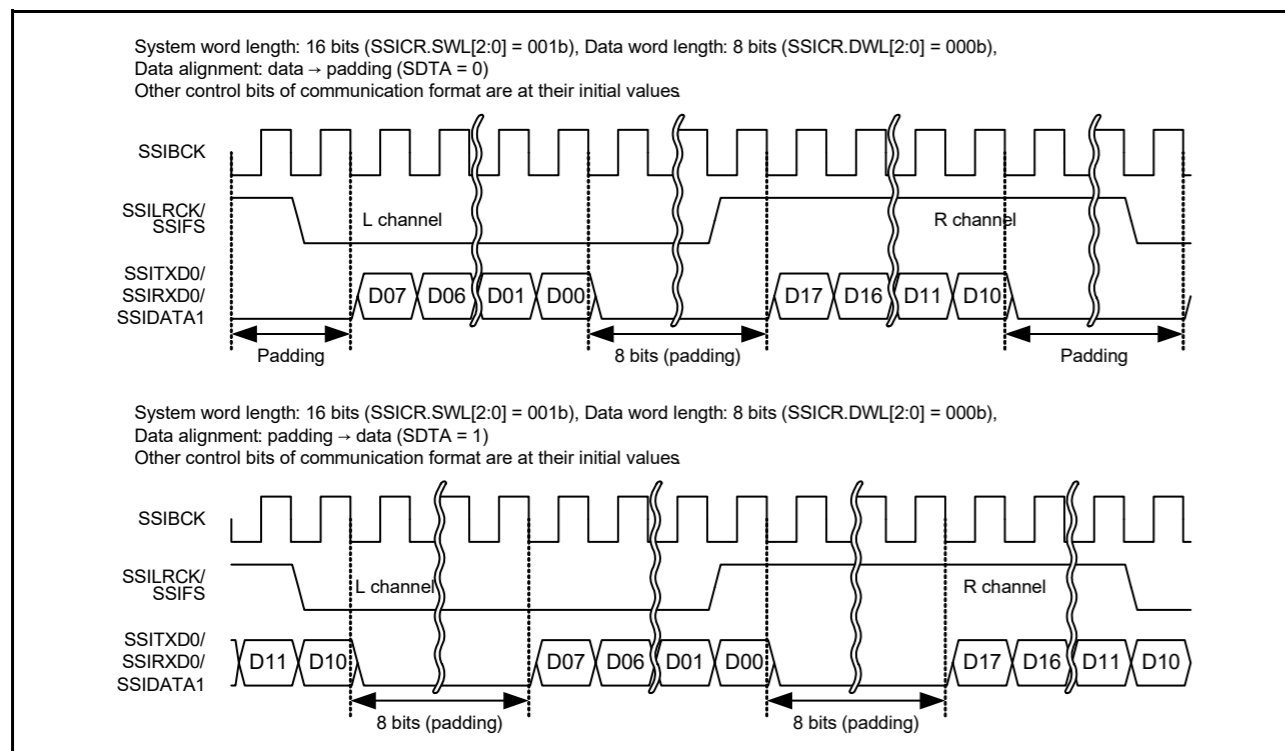 System word length: 16 bits (SSICR.SWL[2:0] = 001b), Data word length: 8 bits (SSICR.DWL[2:0] = 000b),
Data alignment: data → padding (SDTA = 0)
Other control bits of communication format are at their initial values.
SSIBCK
SSILRCK/
SSIFS
L channel
R channel
SSITXD0/
SSIRXD0/
SSIDATA1
D07 D06 D01 D00 D17 D16 D11 D10
Padding 8 bits (padding) Padding
System word length: 16 bits (SSICR.SWL[2:0] = 001b), Data word length: 8 bits (SSICR.DWL[2:0] = 000b),
Data alignment: padding → data (SDTA = 1)
Other control bits of communication format are at their initial values.
SSIBCK
SSILRCK/
SSIFS
L channel
R channel
SSITXD0/
SSIRXD0/
SSIDATA1
D11 D10 D07 D06 D01 D00 D17 D16 D11 D10
8 bits (padding) 8 bits (padding)